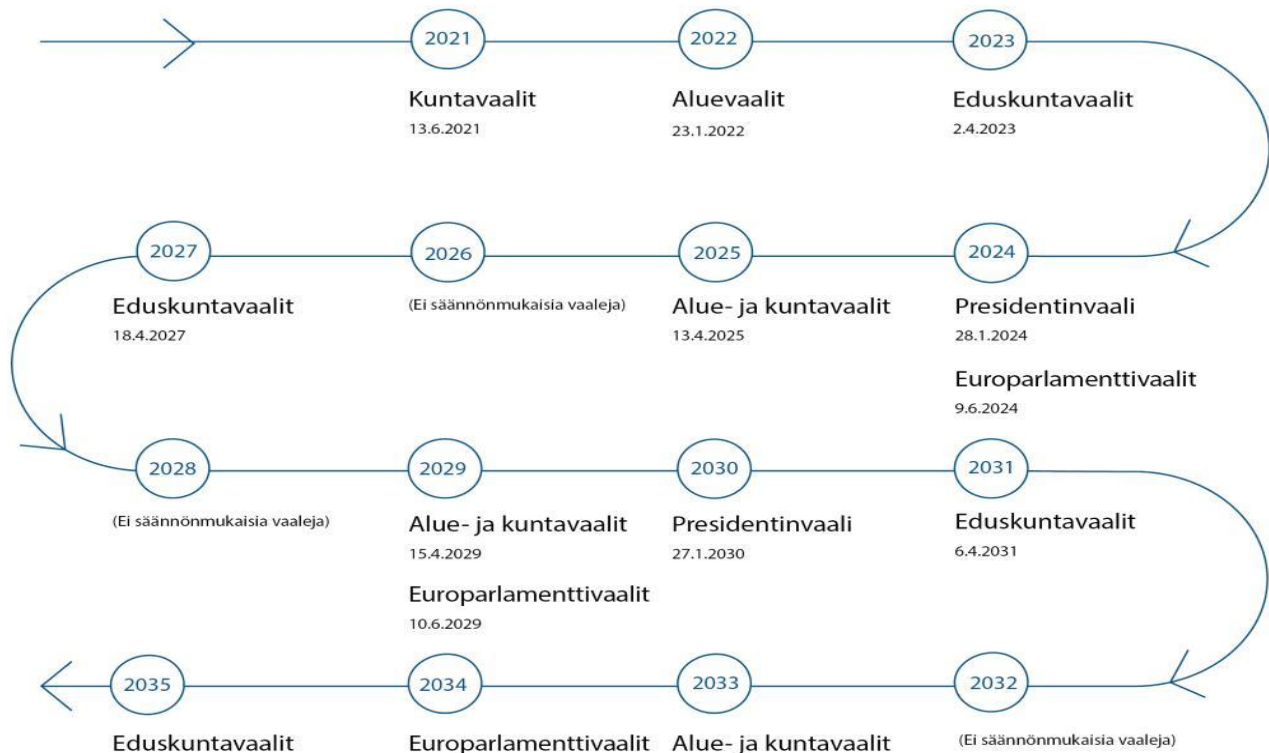 2021
2022
2023
Kuntavaalit
Aluevaalit
Eduskuntavaalit
13.6.2021
23.1.2022
2.4.2023
2027
2026
2025
2024
Eduskuntavaalit
(Ei säännönmukaisia vaaleja)
Alue- ja kuntavaalit
Presidentinvaali
18.4.2027
13.4.2025
28.1.2024
Europarlamenttivaalit
9.6.2024
2028
2029
2030
2031
(Ei säännönmukaisia vaaleja)
Alue- ja kuntavaalit
Presidentinvaali
Eduskuntavaalit
15.4.2029
27.1.2030
6.4.2031
Europarlamenttivaalit
10.6.2029
2035
2034
2033
2032
Eduskuntavaalit
Europarlamenttivaalit
Alue- ja kuntavaalit
(Ei säännönmukaisia vaaleja)